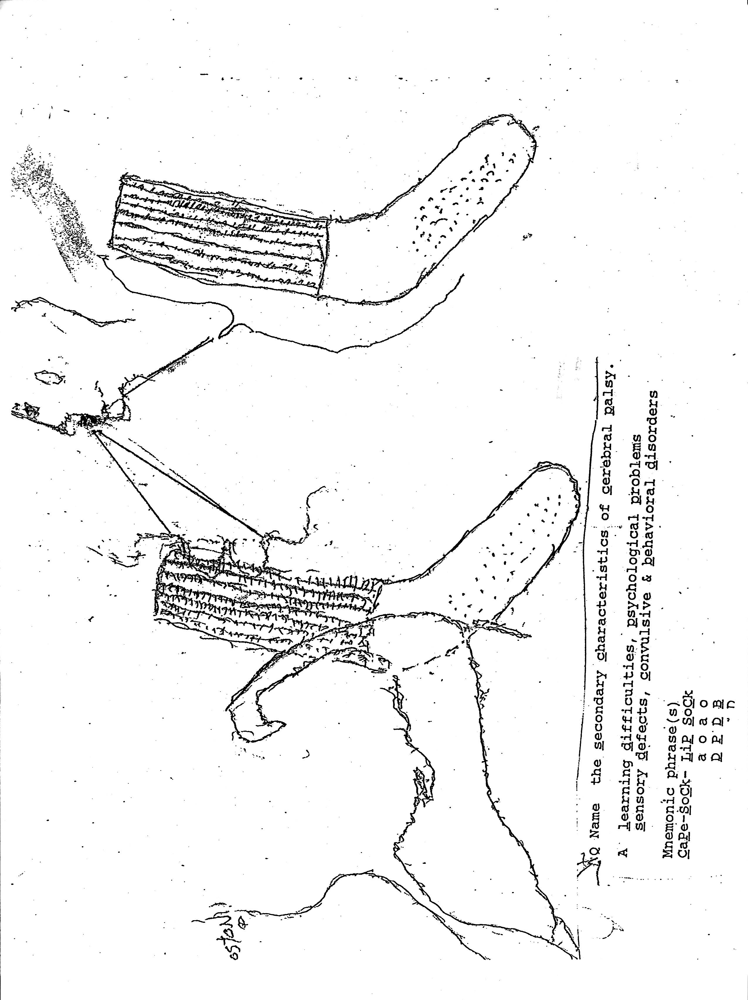 Q Name the secondary characteristics of cerebral palsy.
A learning difficulties, psychological problems
sensory defects, convulsive & behavioral disorders
Mnemonic phrase(s)
CaPe-SocK- LiP SocK
a o a o
D P D B